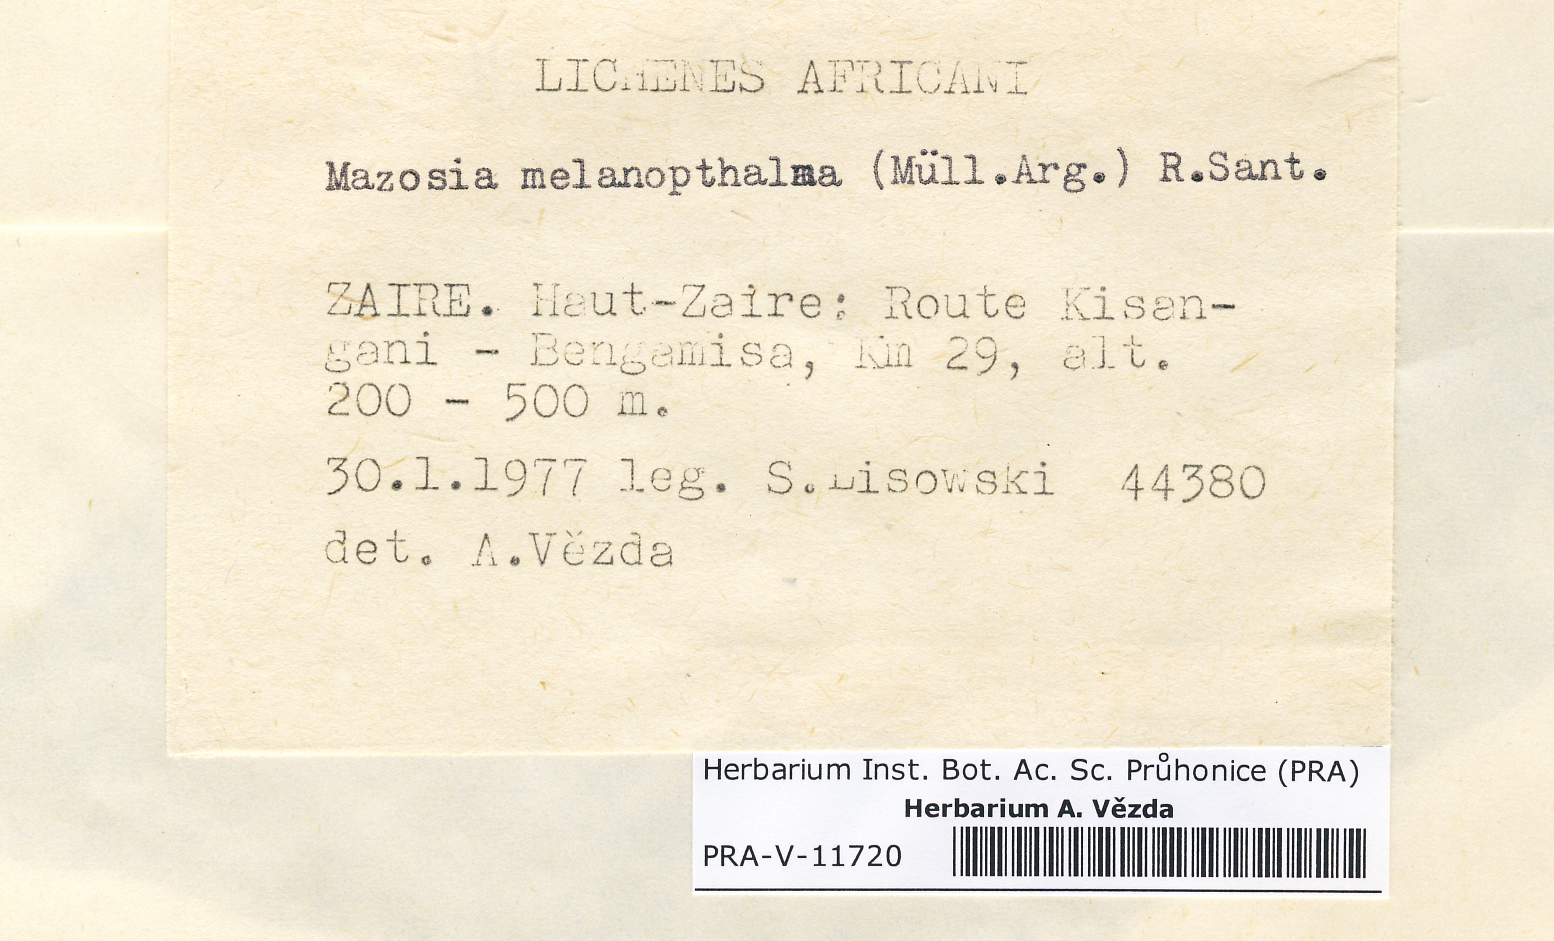 LICHENES AFRICANI
Mazosia melanopthalma (Müll.Arg.) R.Sant.
ZAIRE. Haut-Zaire: Route Kisan-
gani - Bengamisa, Km 29, alt.
200 - 500 m.
30.1.1977 leg. S.Lisowski 44380
det. A.Vězda
Herbarium Inst. Bot. Ac. Sc. Průhonice (PRA)
Herbarium A. Vězda
PRA-V-11720